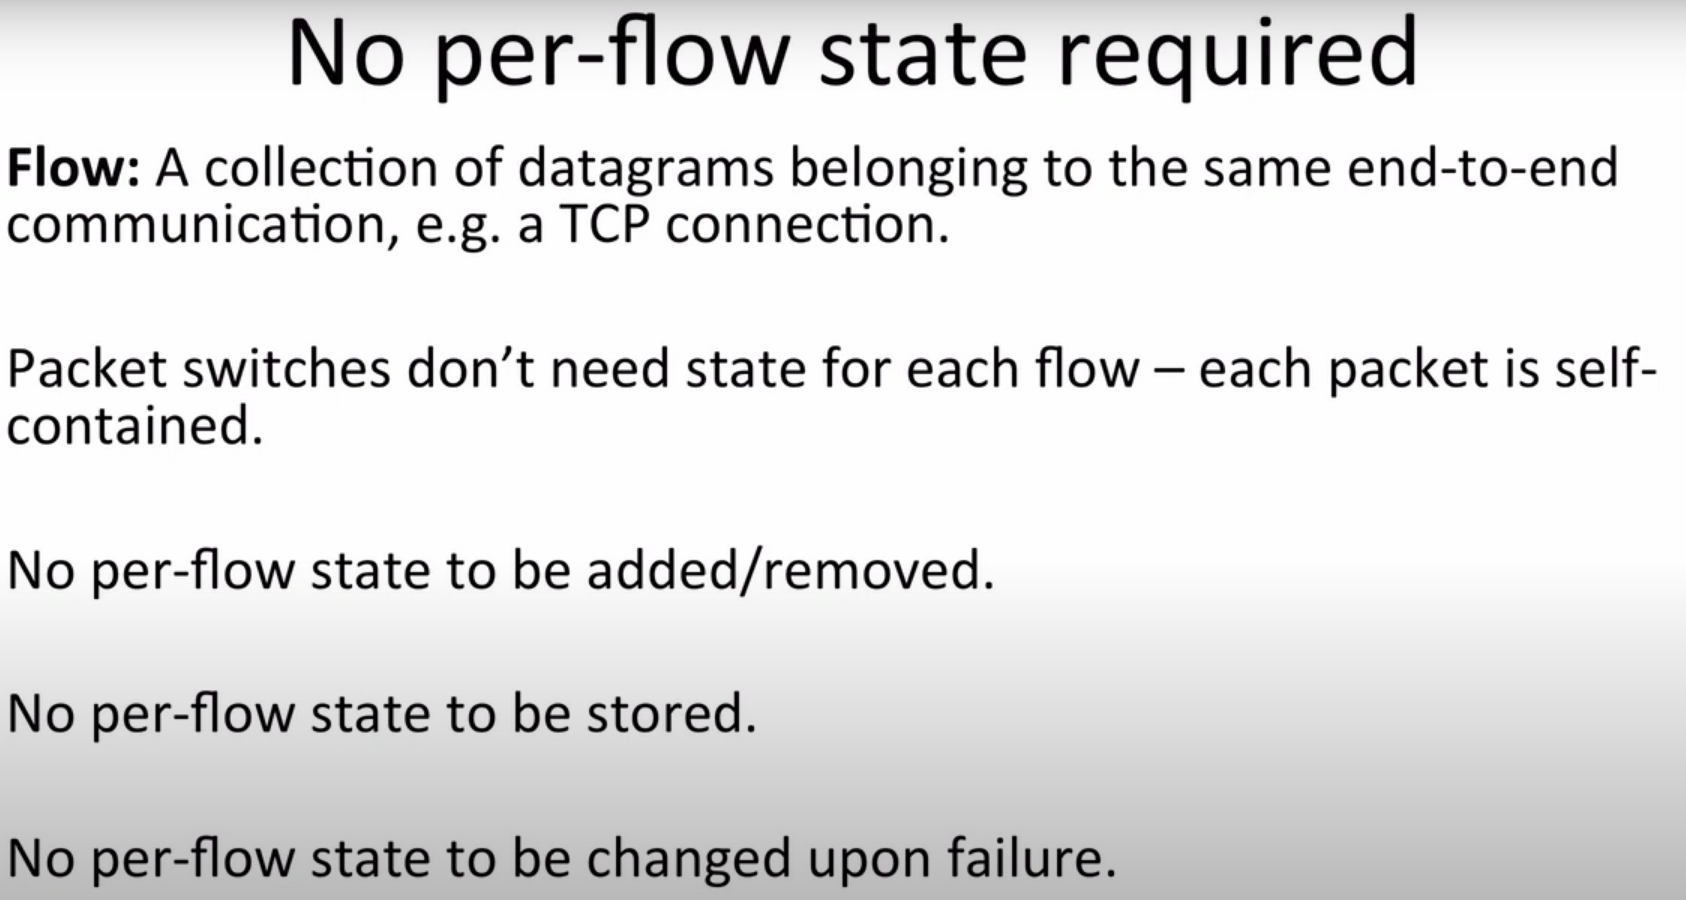 No per-flow state required
Flow: A collection of datagrams belonging to the same end-to-end
communication, e.g. a TCP connection.
Packet switches don’t need state for each flow – each packet is self-
contained.
No per-flow state to be added/removed.
No per-flow state to be stored.
No per-flow state to be changed upon failure.